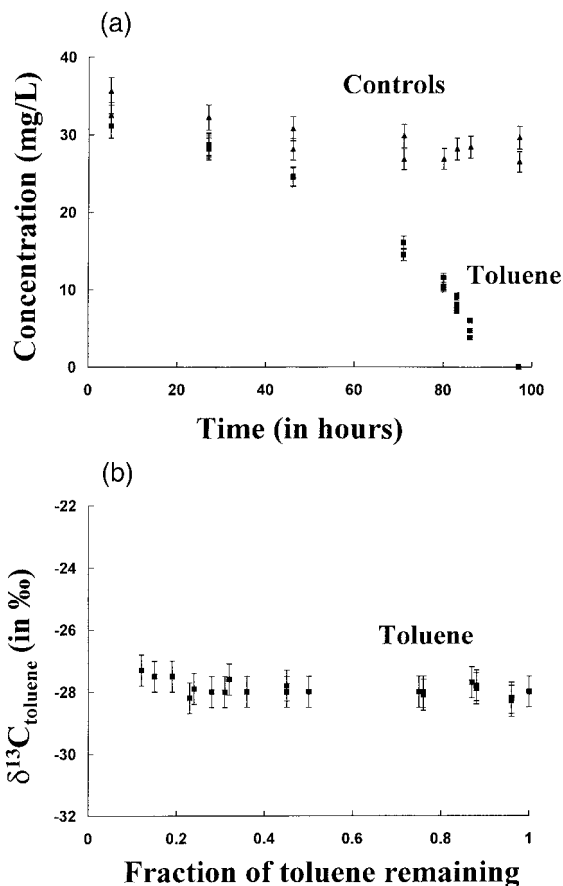 (a)
Concentration (mg/L)
40
30
20
10
0
Controls
Toluene
0 20 40 60 80 100
Time (in hours)
(b)
δ13Ctoluene (in ‰)
-22
-24
-26
-28
-30
-32
Toluene
0 0.2 0.4 0.6 0.8 1
Fraction of toluene remaining